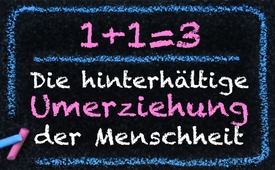 1+1=3
Die hinterhältige
Umerziehung
der Menschheit